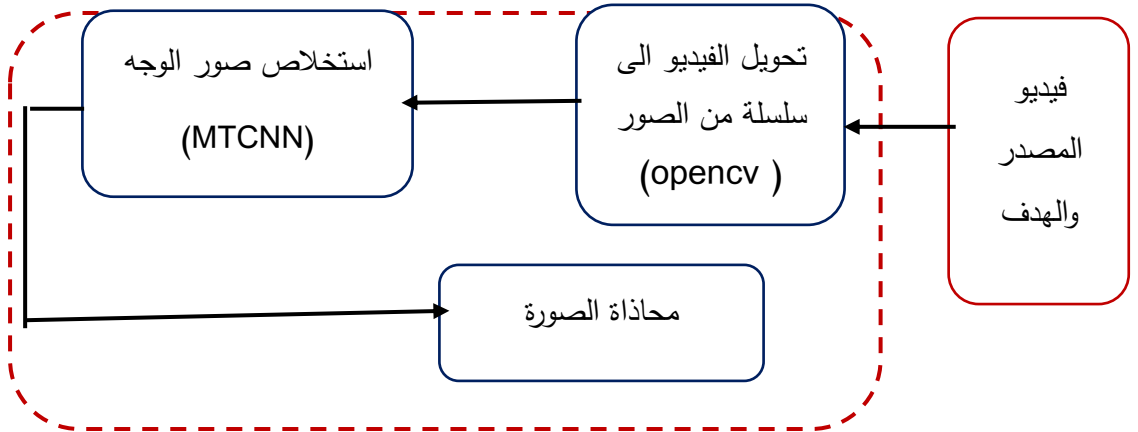 فيديو
المصدر
والهدف
تحويل الفيديو الى
سلسلة من الصور
(opencv )
استخلاص صور الوجه
(MTCNN)
محاذاة الصورة